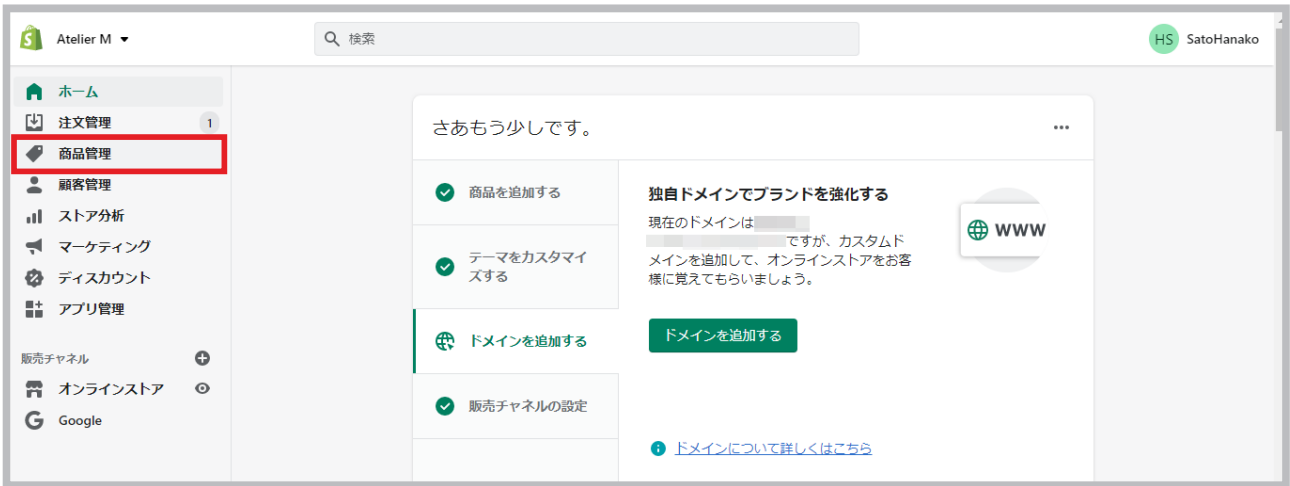 Atelier M
検索
HS SatoHanako
ホーム
注文管理 1
商品管理
顧客管理
ストア分析
マーケティング
ディスカウント
アプリ管理
販売チャネル
オンラインストア
Google
さあもう少しです。
商品を追加する
テーマをカスタマイ
ズする
ドメインを追加する
販売チャネルの設定
独自ドメインでブランドを強化する
現在のドメインは
ですが、カスタムド
メインを追加して、オンラインストアをお客
様に覚えてもらいましょう。
WWW
ドメインを追加する
ドメインについて詳しくはこちら